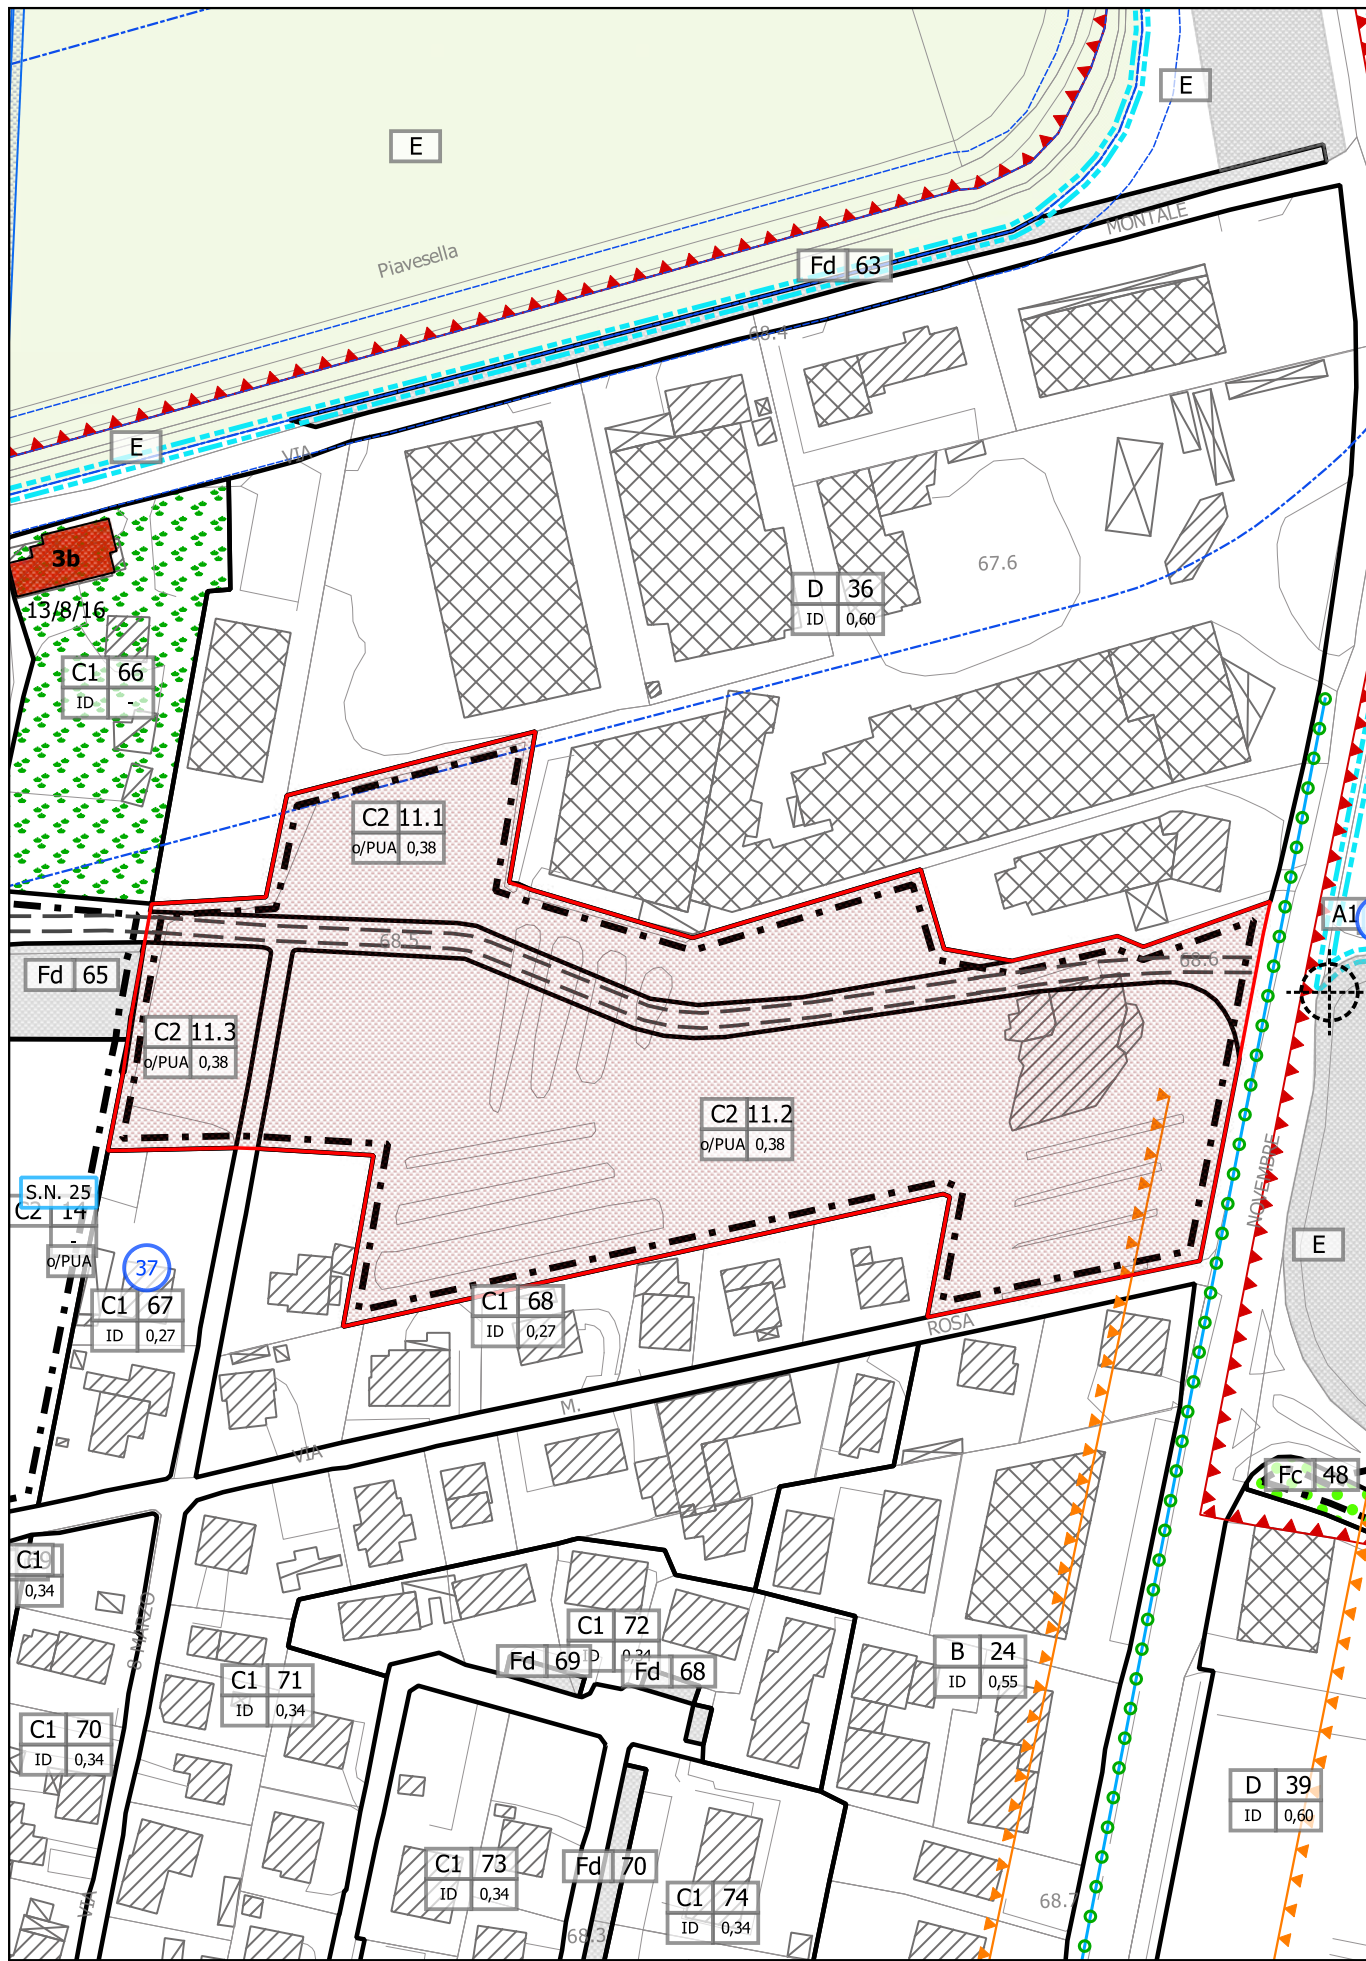 E
E
MONTALE
Piavesella
Fd 63
68.4
E
VIA
3b
13/8/16
67.6
D 36
ID 0,60
C1 66
ID -
C2 11.1
o/PUA 0,38
A1
68.5
68.6
Fd 65
C2 11.3
o/PUA 0,38
C2 11.2
o/PUA 0,38
NOVEMBRE
S.N. 25
C2 14
-
o/PUA
E
37
C1 67
ID 0,27
C1 68
ID 0,27
ROSA
M.
VIA
Fc 48
C1
0,34
8 MARZO
C1 72
ID 0,34
Fd 69
Fd 68
B 24
ID 0,55
C1 71
ID 0,34
C1 70
ID 0,34
D 39
ID 0,60
C1 73
ID 0,34
Fd 70
C1 74
ID 0,34
VIA
68.3
68.7